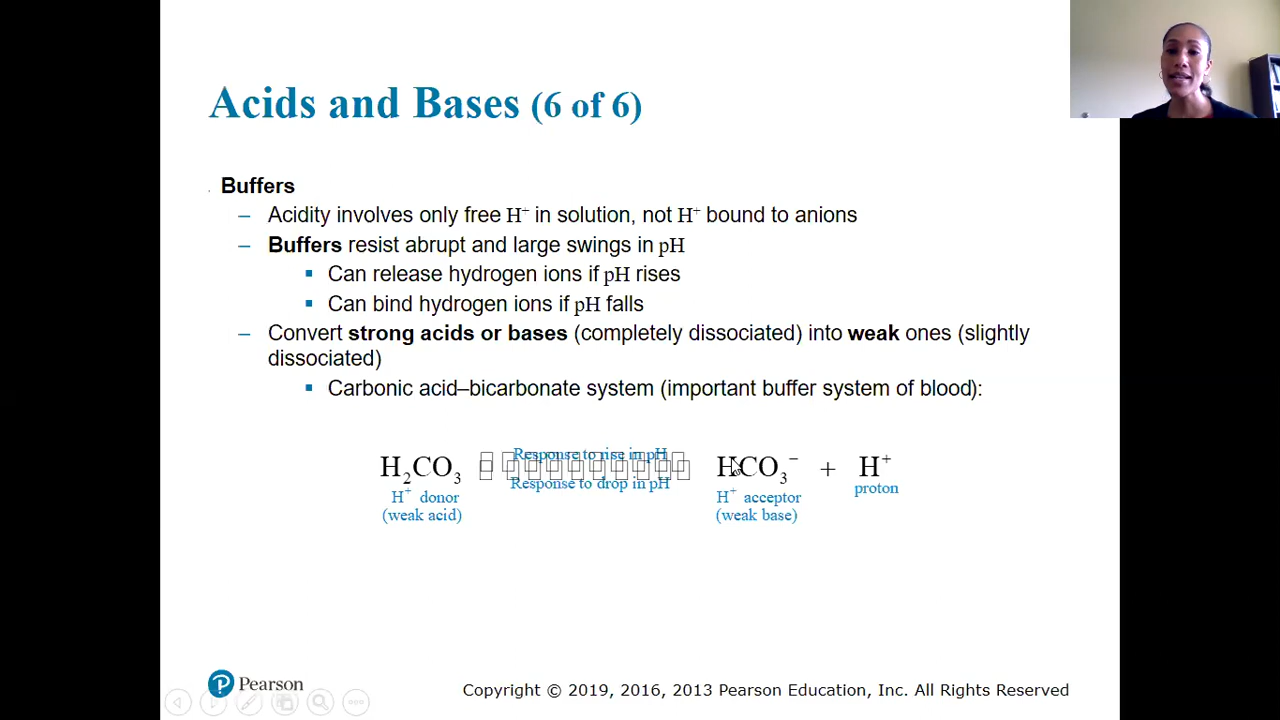 Acids and Bases (6 of 6)
Buffers
– Acidity involves only free H⁺ in solution, not H⁺ bound to anions
– Buffers resist abrupt and large swings in pH
▪ Can release hydrogen ions if pH rises
▪ Can bind hydrogen ions if pH falls
– Convert strong acids or bases (completely dissociated) into weak ones (slightly
dissociated)
▪ Carbonic acid–bicarbonate system (important buffer system of blood):
Response to rise in pH
H₂CO₃ HCO₃⁻ + H⁺
Response to drop in pH
H⁺ donor H⁺ acceptor proton
(weak acid) (weak base)
Pearson
Copyright © 2019, 2016, 2013 Pearson Education, Inc. All Rights Reserved